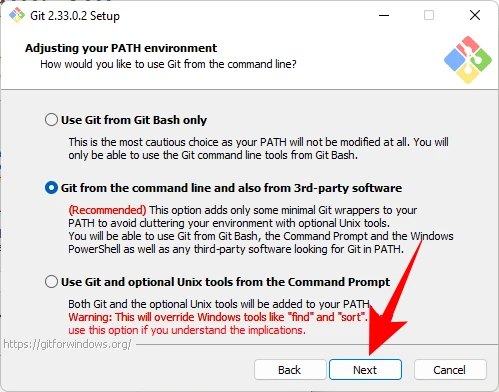 Git 2.33.0.2 Setup
Adjusting your PATH environment
How would you like to use Git from the command line?
Use Git from Git Bash only
This is the most cautious choice as your PATH will not be modified at all. You will
only be able to use the Git command line tools from Git Bash.
Git from the command line and also from 3rd-party software
(Recommended) This option adds only some minimal Git wrappers to your
PATH to avoid cluttering your environment with optional Unix tools.
You will be able to use Git from Git Bash, the Command Prompt and the Windows
PowerShell as well as any third-party software looking for Git in PATH.
Use Git and optional Unix tools from the Command Prompt
Both Git and the optional Unix tools will be added to your PATH.
Warning: This will override Windows tools like "find" and "sort".
use this option if you understand the implications.
https://gitforwindows.org/
Back
Next
Cancel